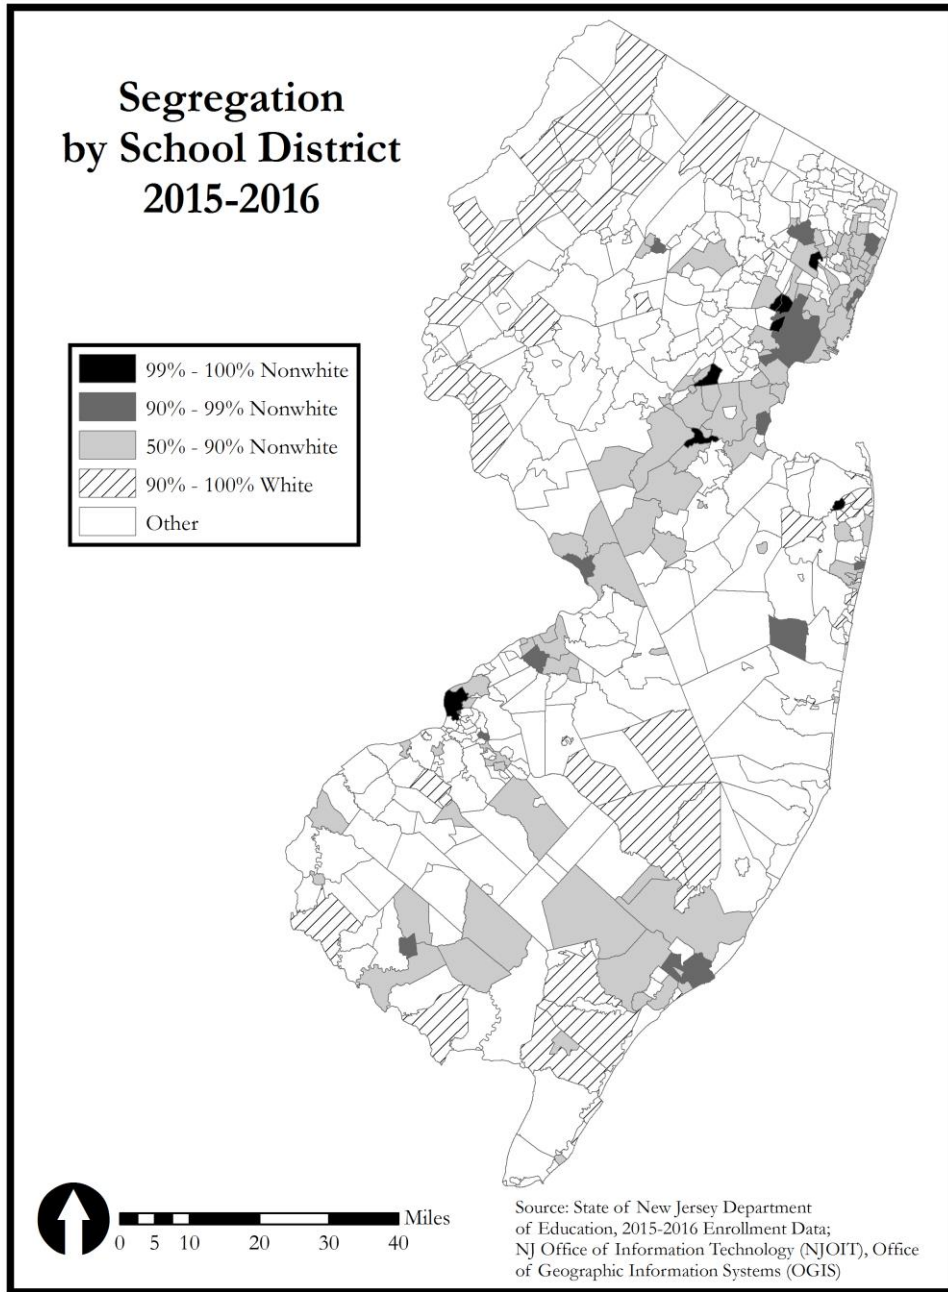 Segregation
by School District
2015-2016
99% - 100% Nonwhite
90% - 99% Nonwhite
50% - 90% Nonwhite
90% - 100% White
Other
Miles
0 5 10 20 30 40
Source: State of New Jersey Department
of Education, 2015-2016 Enrollment Data;
NJ Office of Information Technology (NJOIT), Office
of Geographic Information Systems (OGIS)